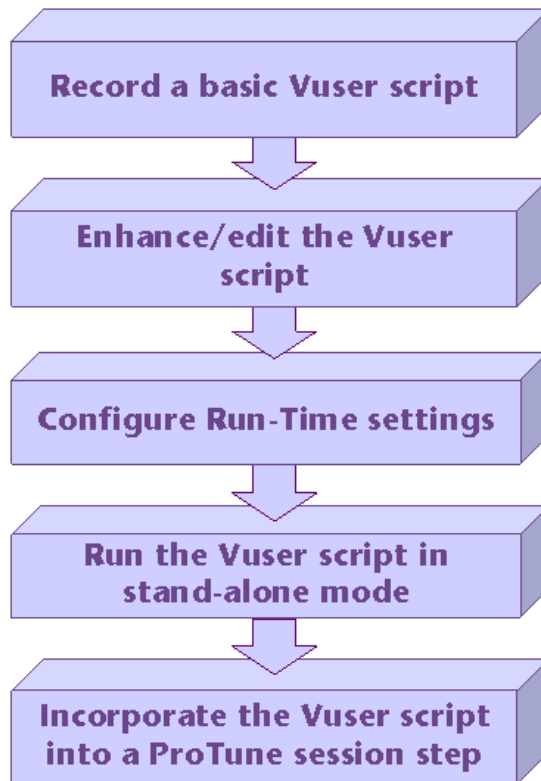 Record a basic Vuser script
Enhance/edit the Vuser
script
Configure Run-Time settings
Run the Vuser script in
stand-alone mode
Incorporate the Vuser script
into a ProTune session step